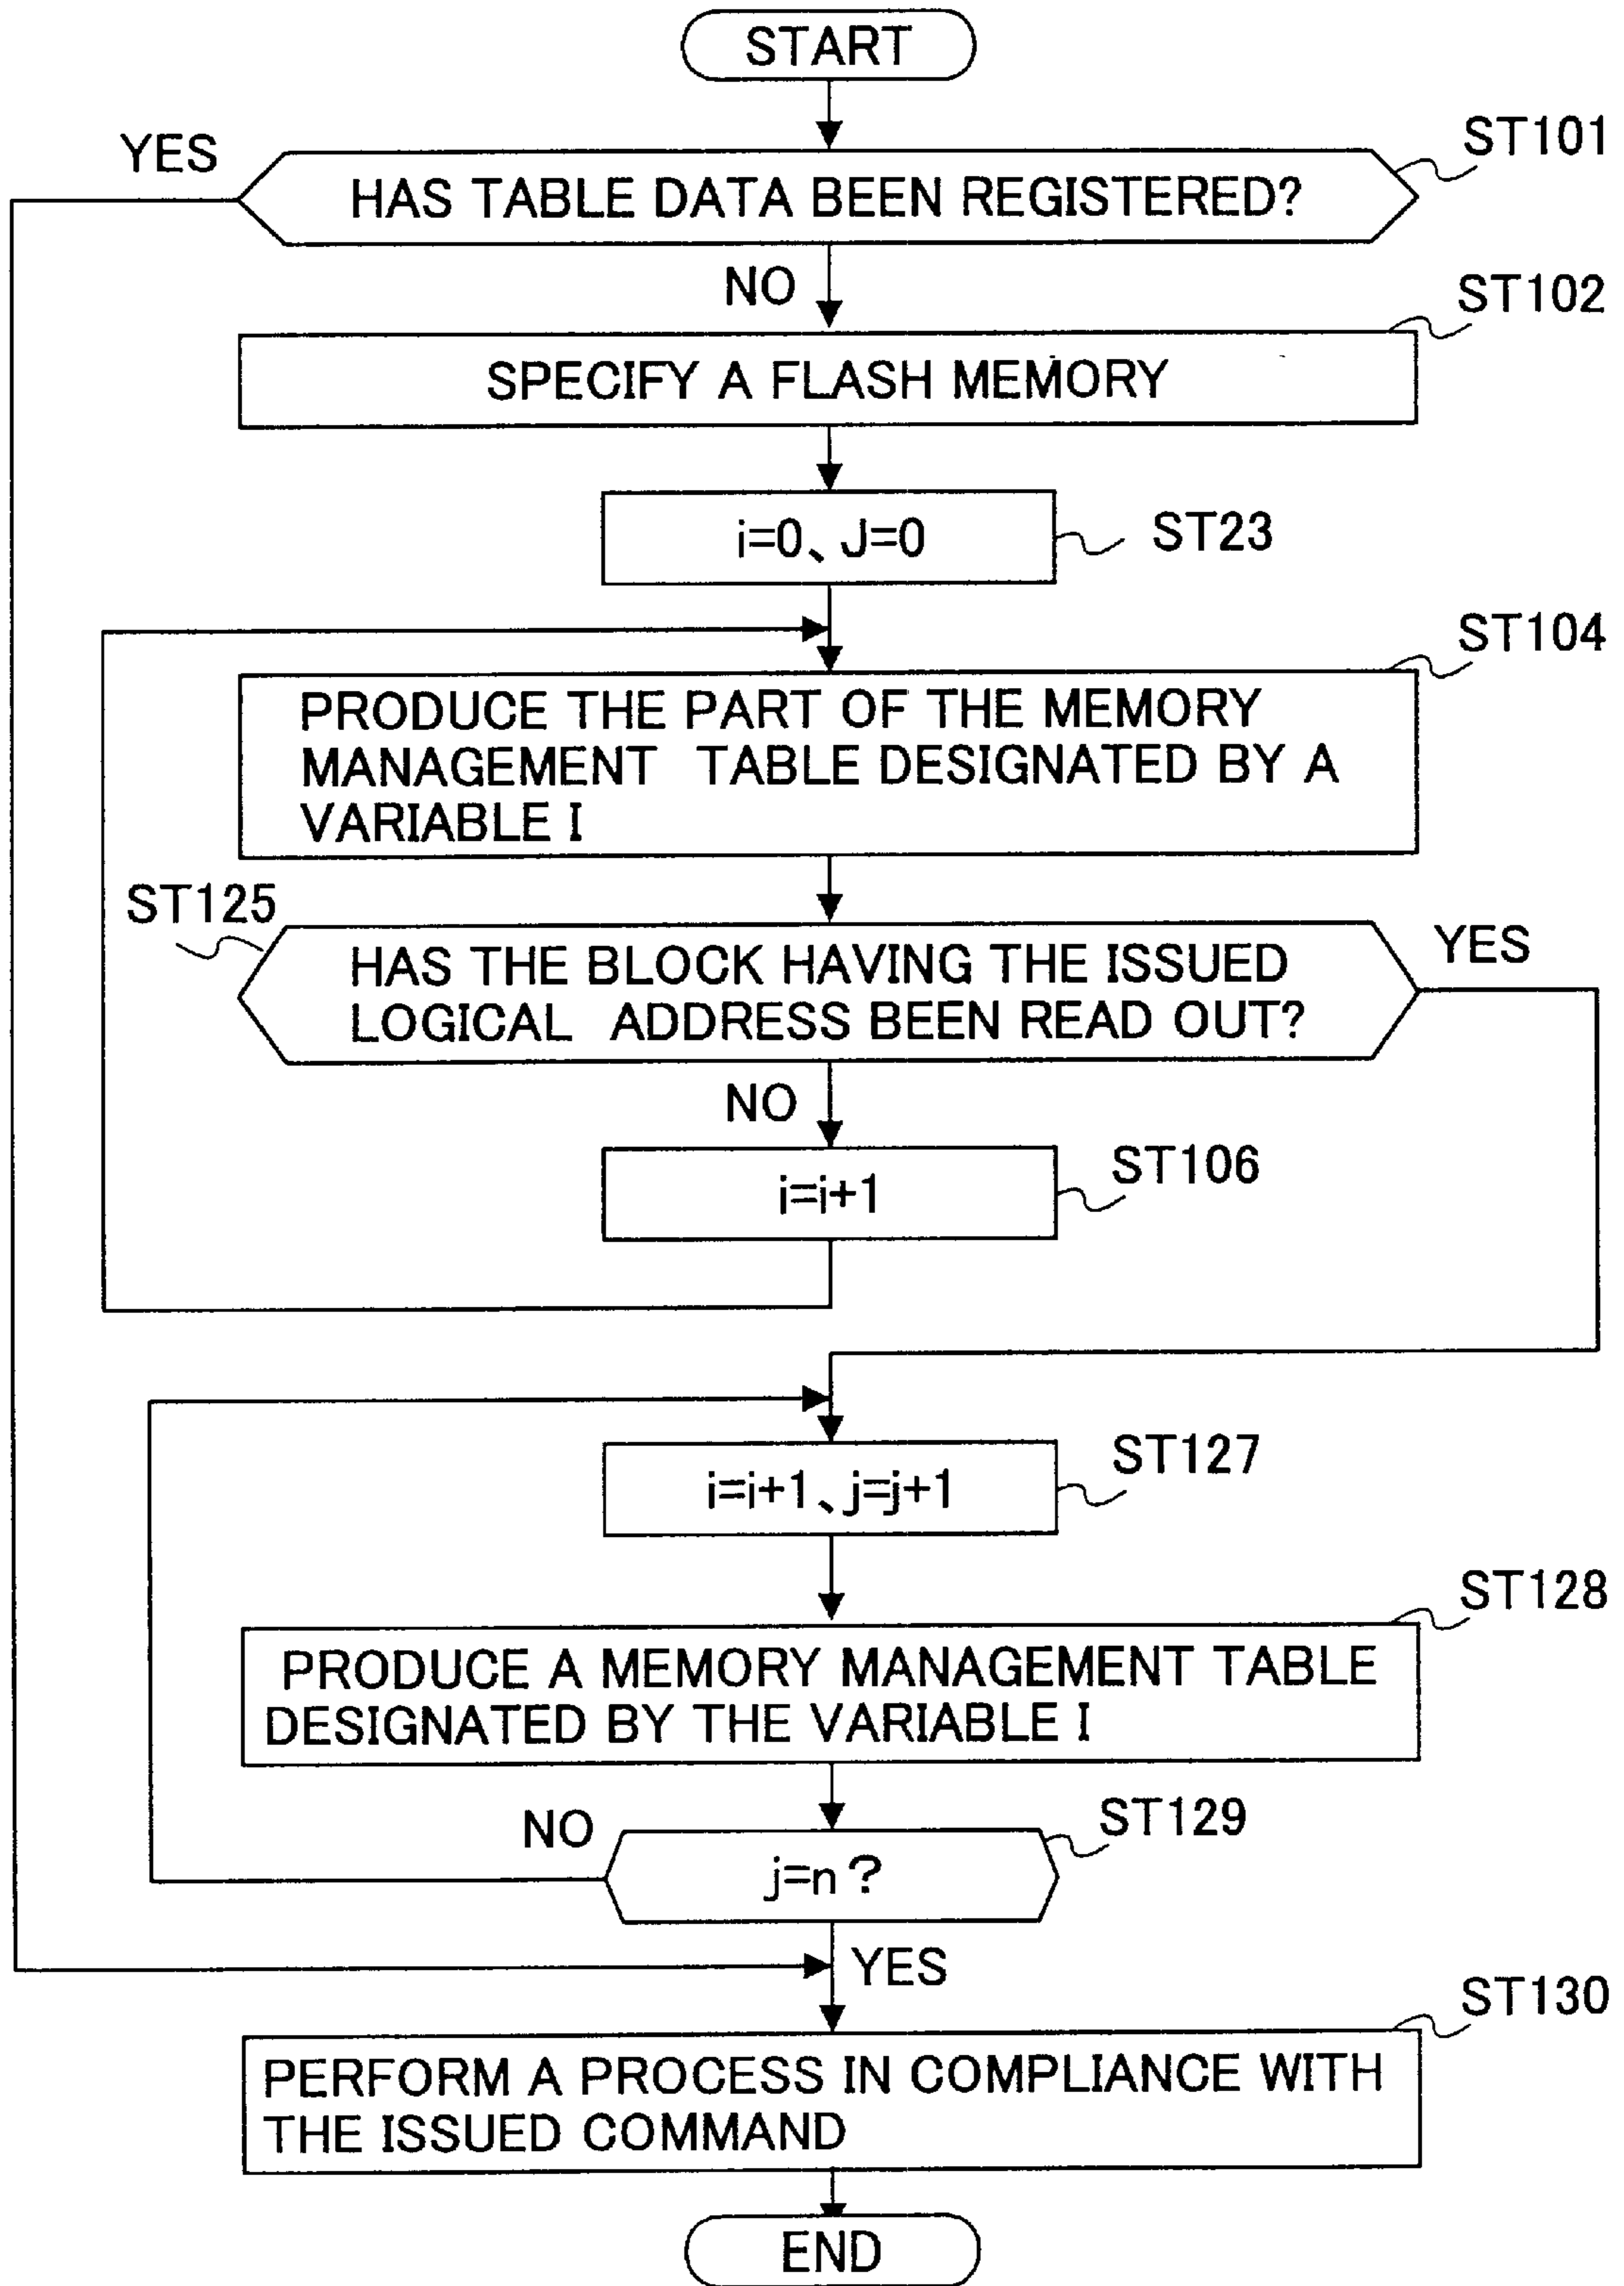 START
YES
ST101
HAS TABLE DATA BEEN REGISTERED?
NO
ST102
SPECIFY A FLASH MEMORY
i=0、J=0
ST23
ST104
PRODUCE THE PART OF THE MEMORY
MANAGEMENT TABLE DESIGNATED BY A
VARIABLE I
ST125
HAS THE BLOCK HAVING THE ISSUED
LOGICAL ADDRESS BEEN READ OUT?
YES
NO
ST106
i=i+1
ST127
i=i+1、j=j+1
ST128
PRODUCE A MEMORY MANAGEMENT TABLE
DESIGNATED BY THE VARIABLE I
NO
ST129
j=n?
YES
ST130
PERFORM A PROCESS IN COMPLIANCE WITH
THE ISSUED COMMAND
END